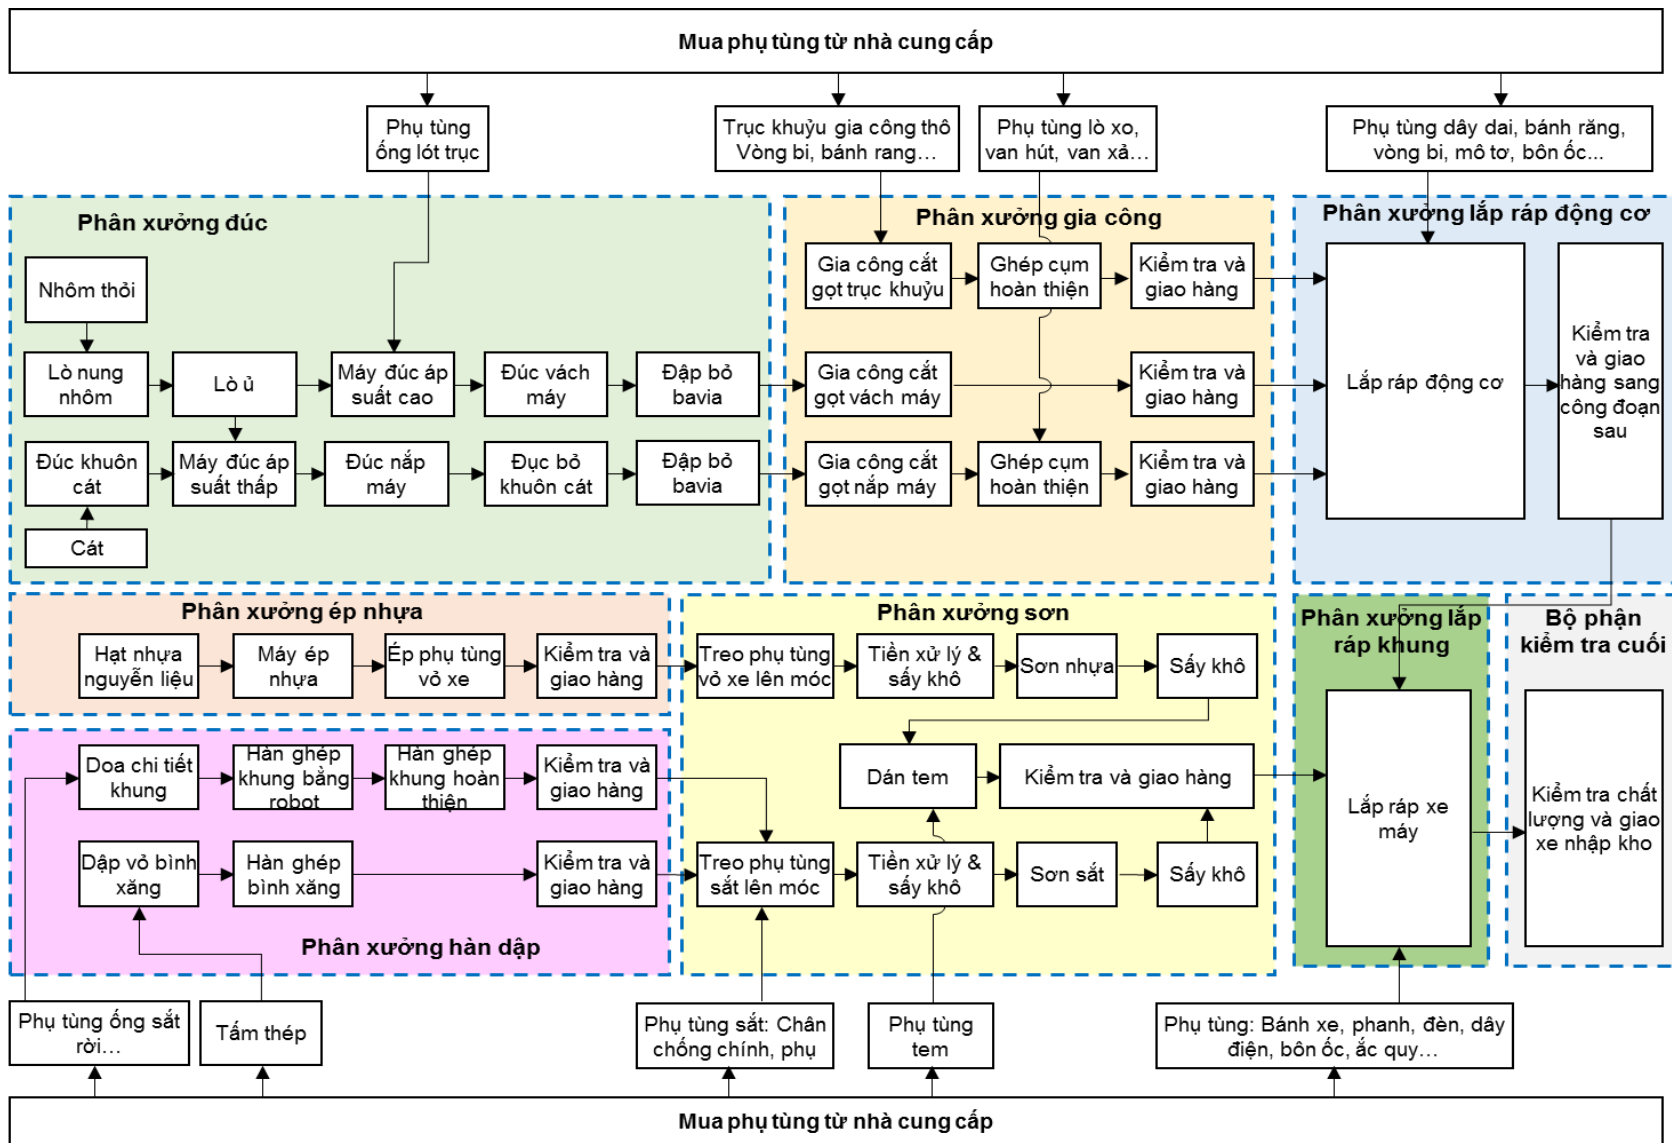 Mua phụ tùng từ nhà cung cấp
Phụ tùng
ống lót trục
Trục khuỷu gia công thô
Vòng bi, bánh rang...
Phụ tùng lò xo,
van hút, van xả...
Phụ tùng dây dai, bánh răng,
vòng bi, mô tơ, bôn ốc...
Phân xưởng đúc
Nhôm thỏi
Lò nung
nhôm
Lò ủ
Máy đúc áp
suất cao
Đúc vách
máy
Đập bỏ
bavia
Đúc khuôn
cát
Máy đúc áp
suất thấp
Đúc nắp
máy
Đục bỏ
khuôn cát
Đập bỏ
bavia
Cát
Phân xưởng gia công
Gia công cắt
gọt trục khuỷu
Ghép cụm
hoàn thiện
Kiểm tra và
giao hàng
Gia công cắt
gọt vách máy
Kiểm tra và
giao hàng
Gia công cắt
gọt nắp máy
Ghép cụm
hoàn thiện
Kiểm tra và
giao hàng
Phân xưởng lắp ráp động cơ
Lắp ráp động cơ
Kiểm tra
và giao
hàng sang
công đoạn
sau
Phân xưởng ép nhựa
Hạt nhựa
nguyễn liệu
Máy ép
nhựa
Ép phụ tùng
vỏ xe
Kiểm tra và
giao hàng
Phân xưởng sơn
Treo phụ tùng
vỏ xe lên móc
Tiền xử lý &
sấy khô
Sơn nhựa
Sấy khô
Dán tem
Kiểm tra và giao hàng
Treo phụ tùng
sắt lên móc
Tiền xử lý &
sấy khô
Sơn sắt
Sấy khô
Doa chi tiết
khung
Hàn ghép
khung bằng
robot
Hàn ghép
khung hoàn
thiện
Kiểm tra và
giao hàng
Dập vỏ bình
xăng
Hàn ghép
bình xăng
Kiểm tra và
giao hàng
Phân xưởng hàn dập
Phân xưởng lắp
ráp khung
Lắp ráp xe
máy
Bộ phận
kiểm tra cuối
Kiểm tra chất
lượng và giao
xe nhập kho
Phụ tùng ống sắt
rời...
Tấm thép
Phụ tùng sắt: Chân
chống chính, phụ
Phụ tùng
tem
Phụ tùng: Bánh xe, phanh, đèn, dây
điện, bôn ốc, ắc quy...
Mua phụ tùng từ nhà cung cấp